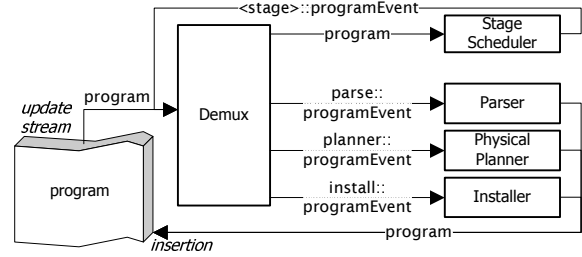 <stage>::programEvent
program
Stage
Scheduler
update
stream
program
Demux
parse::
programEvent
Parser
planner::
programEvent
Physical
Planner
program
install::
programEvent
Installer
program
insertion